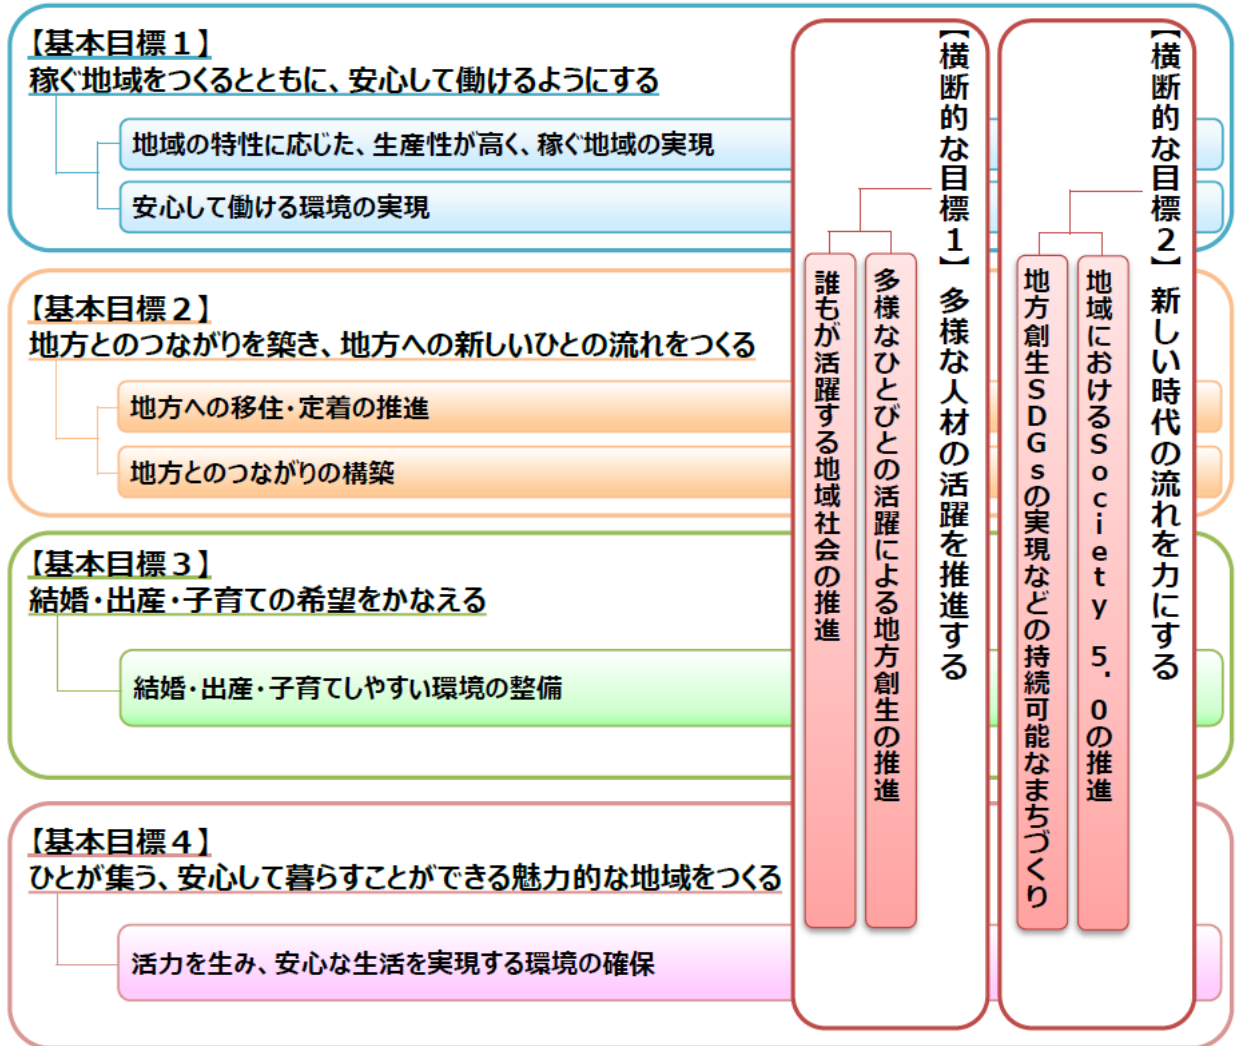 【基本目標１】
稼ぐ地域をつくるとともに、安心して働けるようにする
地域の特性に応じた、生産性が高く、稼ぐ地域の実現
安心して働ける環境の実現
【基本目標２】
地方とのつながりを築き、地方への新しいひとの流れをつくる
地方への移住・定着の推進
地方とのつながりの構築
【基本目標３】
結婚・出産・子育ての希望をかなえる
結婚・出産・子育てしやすい環境の整備
【基本目標４】
ひとが集う、安心して暮らすことができる魅力的な地域をつくる
活力を生み、安心な生活を実現する環境の確保
【横断的な目標１】多様な人材の活躍を推進する
多様なひとびとの活躍による地方創生の推進
誰もが活躍する地域社会の推進
【横断的な目標２】新しい時代の流れを力にする
地域におけるSociety 5.0の推進
地方創生SDGsの実現などの持続可能なまちづくり